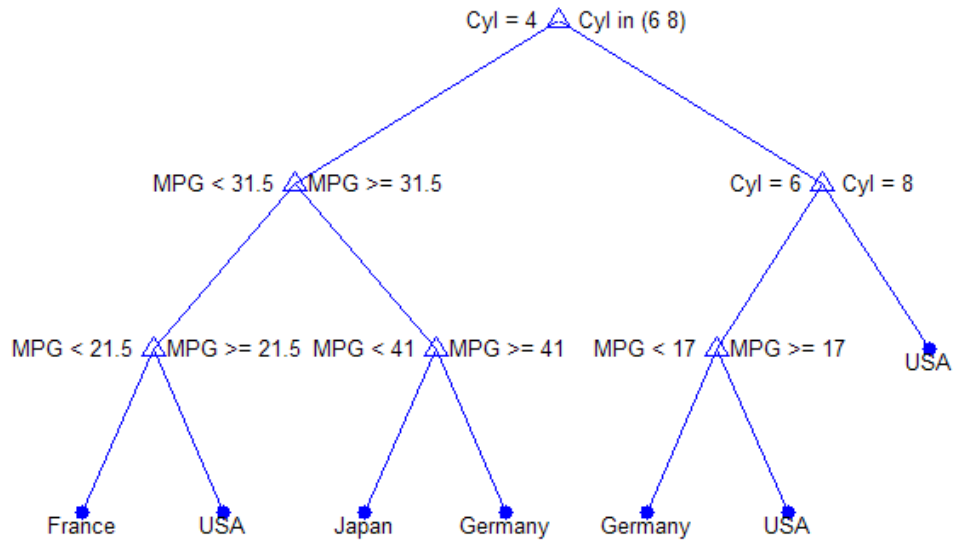 Cyl = 4 Cyl in (6 8)
MPG < 31.5 MPG >= 31.5 Cyl = 6 Cyl = 8
MPG < 21.5 MPG >= 21.5 MPG < 41 MPG >= 41 MPG < 17 MPG >= 17
USA
France USA Japan Germany Germany USA